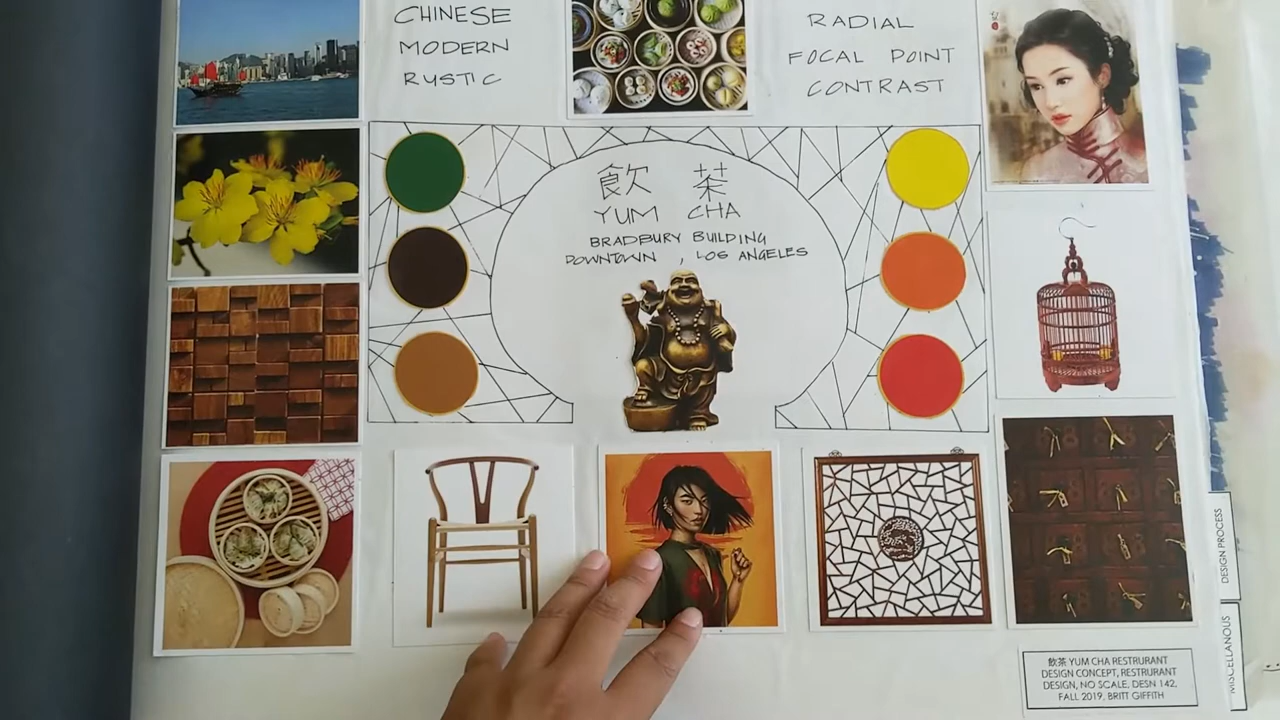 CHINESE
MODERN
RUSTIC
RADIAL
FOCAL POINT
CONTRAST
飲 茶
YUM CHA
BRADBURY BUILDING
DOWNTOWN , LOS ANGELES
DESIGN PROCESS
MISCELLANOUS
飲茶 YUM CHA RESTRURANT
DESIGN CONCEPT, RESTRURANT
DESIGN, NO SCALE, DESN 142,
FALL 2019, BRITT GIFFITH